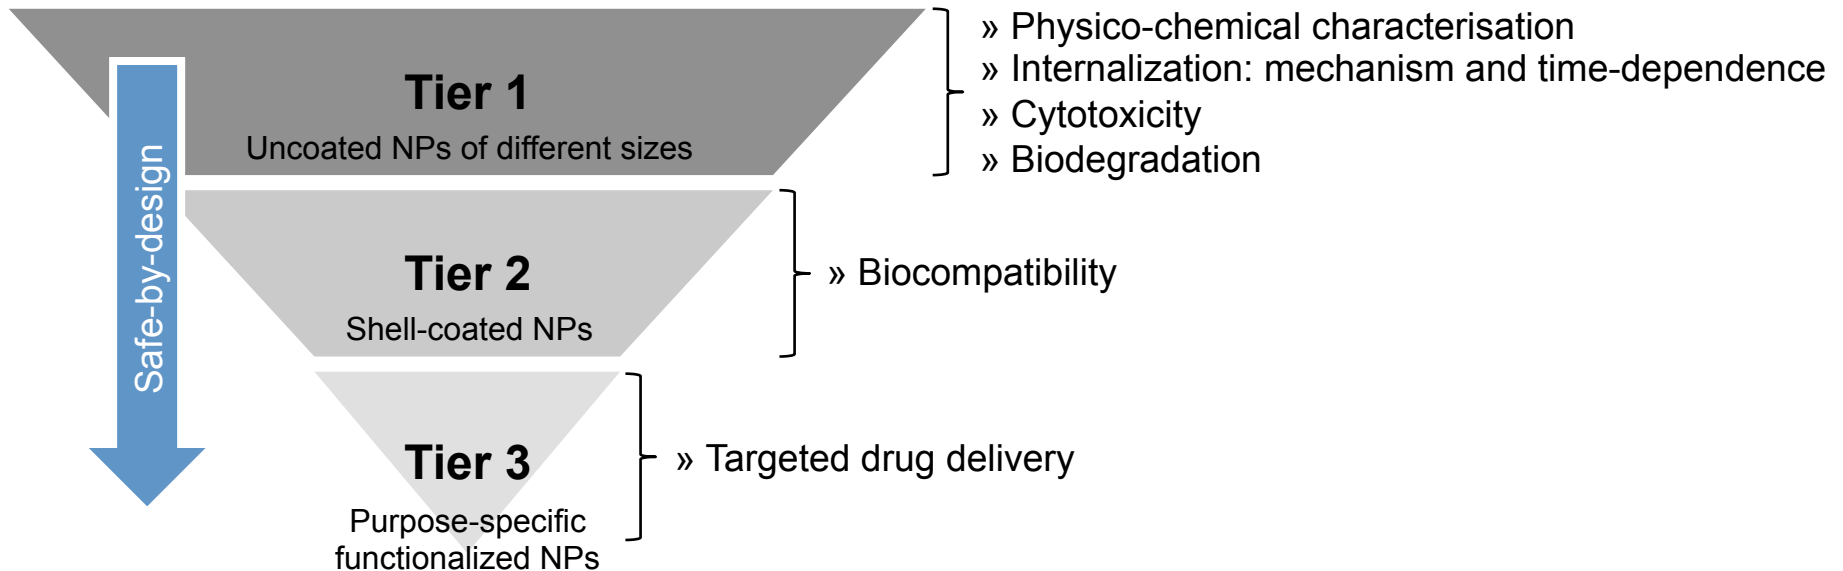 Safe-by-design
Tier 1
Uncoated NPs of different sizes
» Physico-chemical characterisation
» Internalization: mechanism and time-dependence
» Cytotoxicity
» Biodegradation
Tier 2
Shell-coated NPs
» Biocompatibility
Tier 3
Purpose-specific
functionalized NPs
» Targeted drug delivery